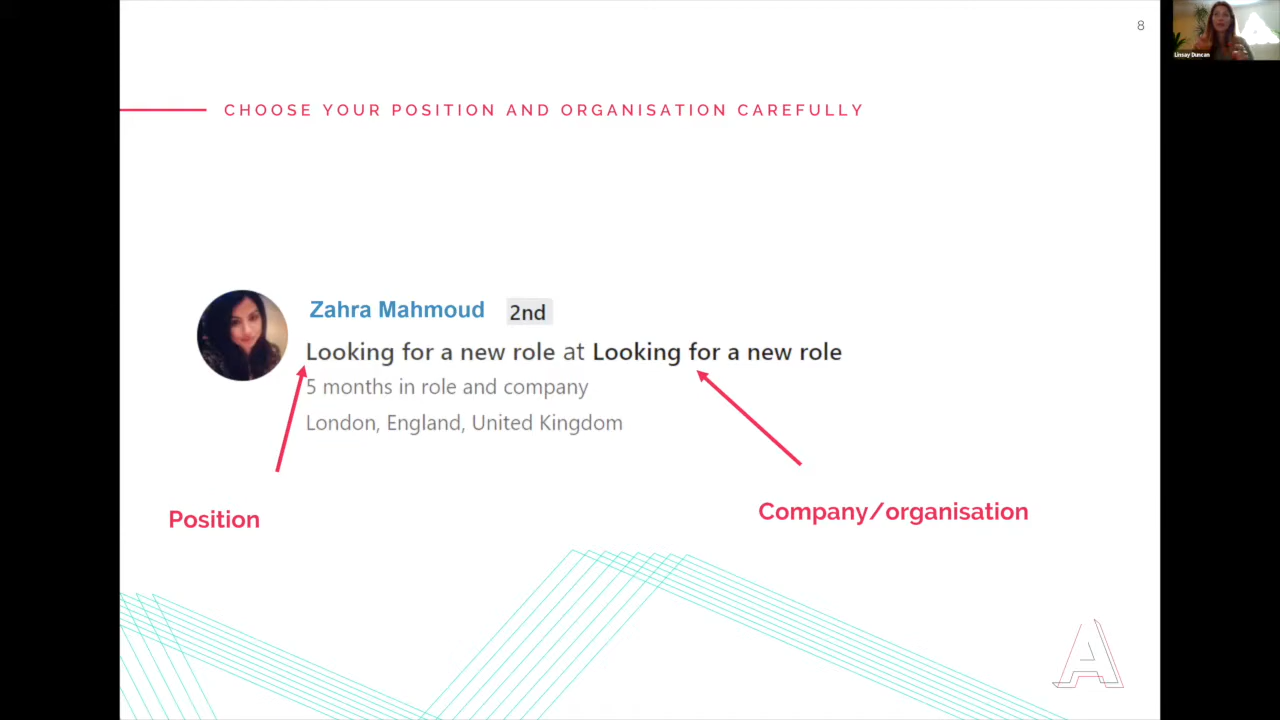 8
Linsay Duncan
CHOOSE YOUR POSITION AND ORGANISATION CAREFULLY
Zahra Mahmoud 2nd
Looking for a new role at Looking for a new role
5 months in role and company
London, England, United Kingdom
Position
Company/organisation
A